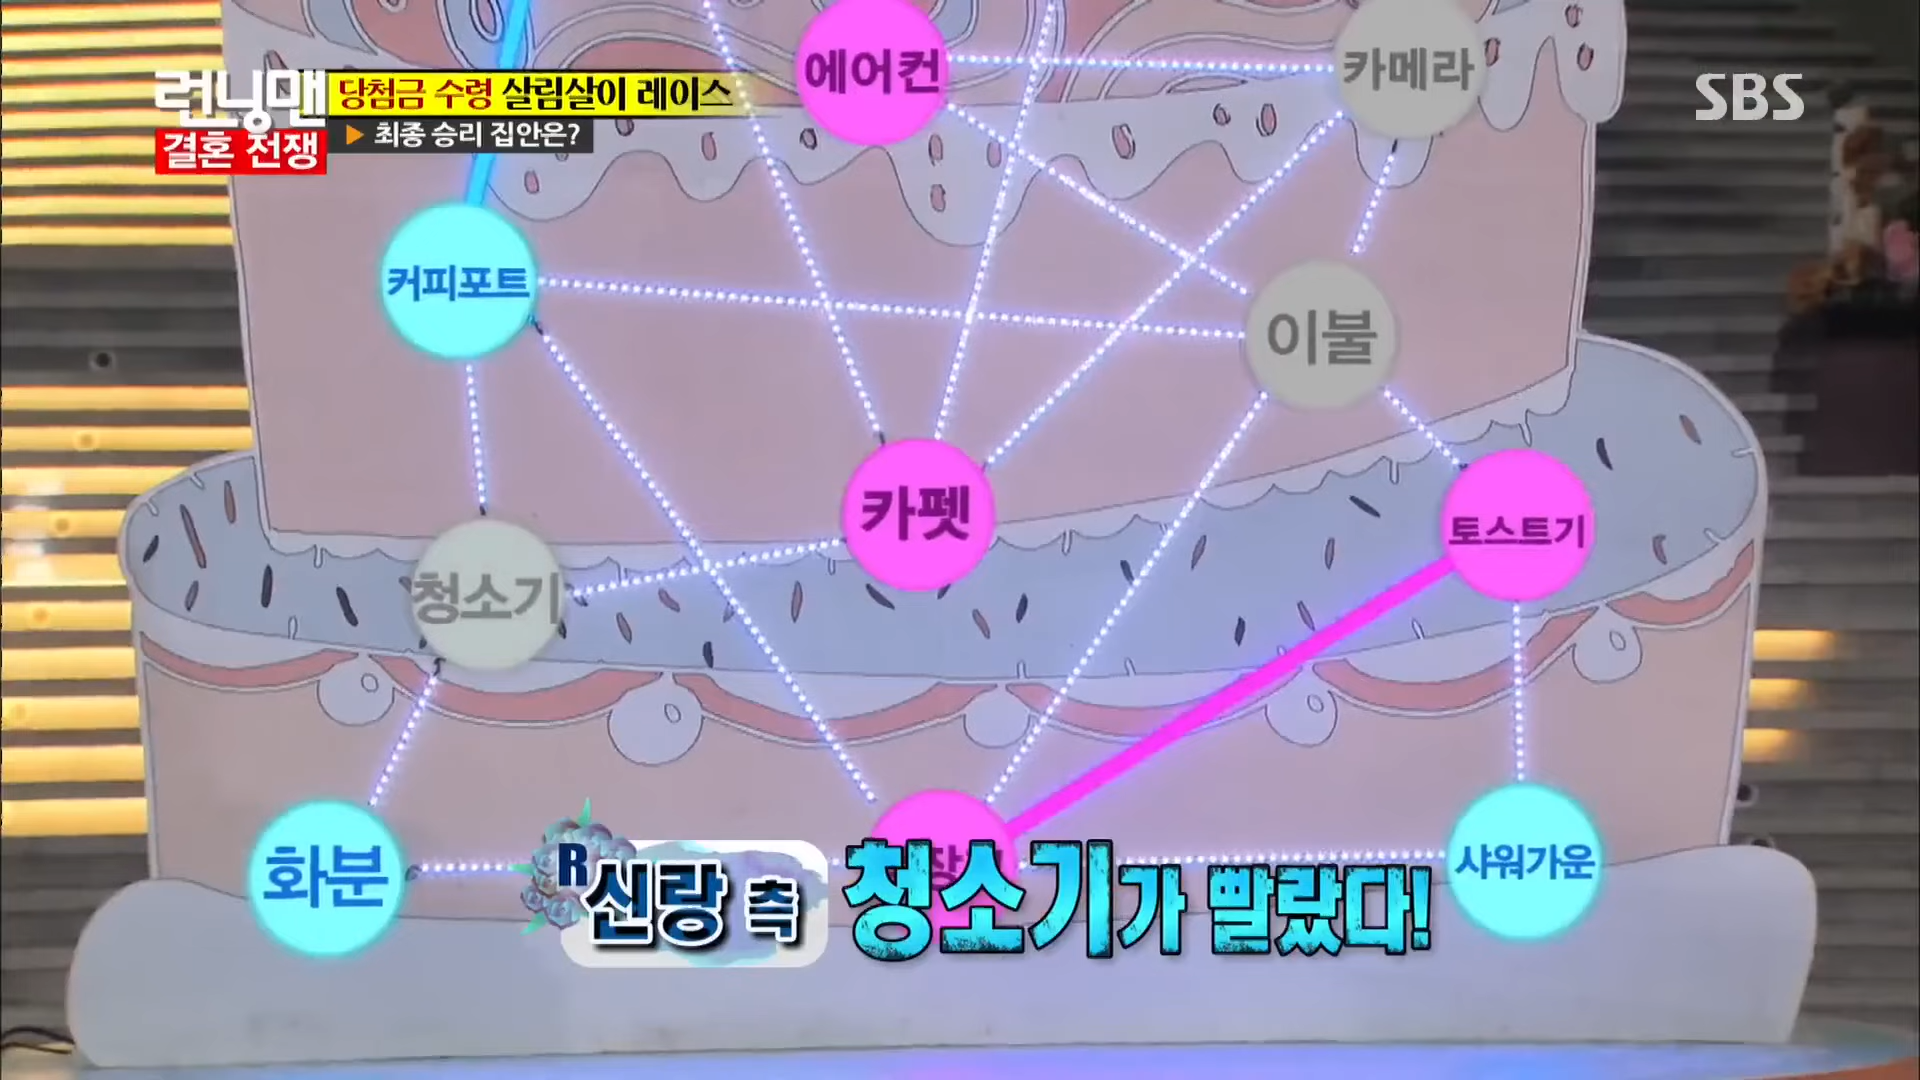 에어컨
카메라
런닝맨
당첨금 수령 살림살이 레이스
SBS
결혼 전쟁
▶ 최종 승리 집안은?
커피포트
이불
카펫
토스트기
청소기
화분
R
신랑 측
청소기가 빨랐다!
샤워가운